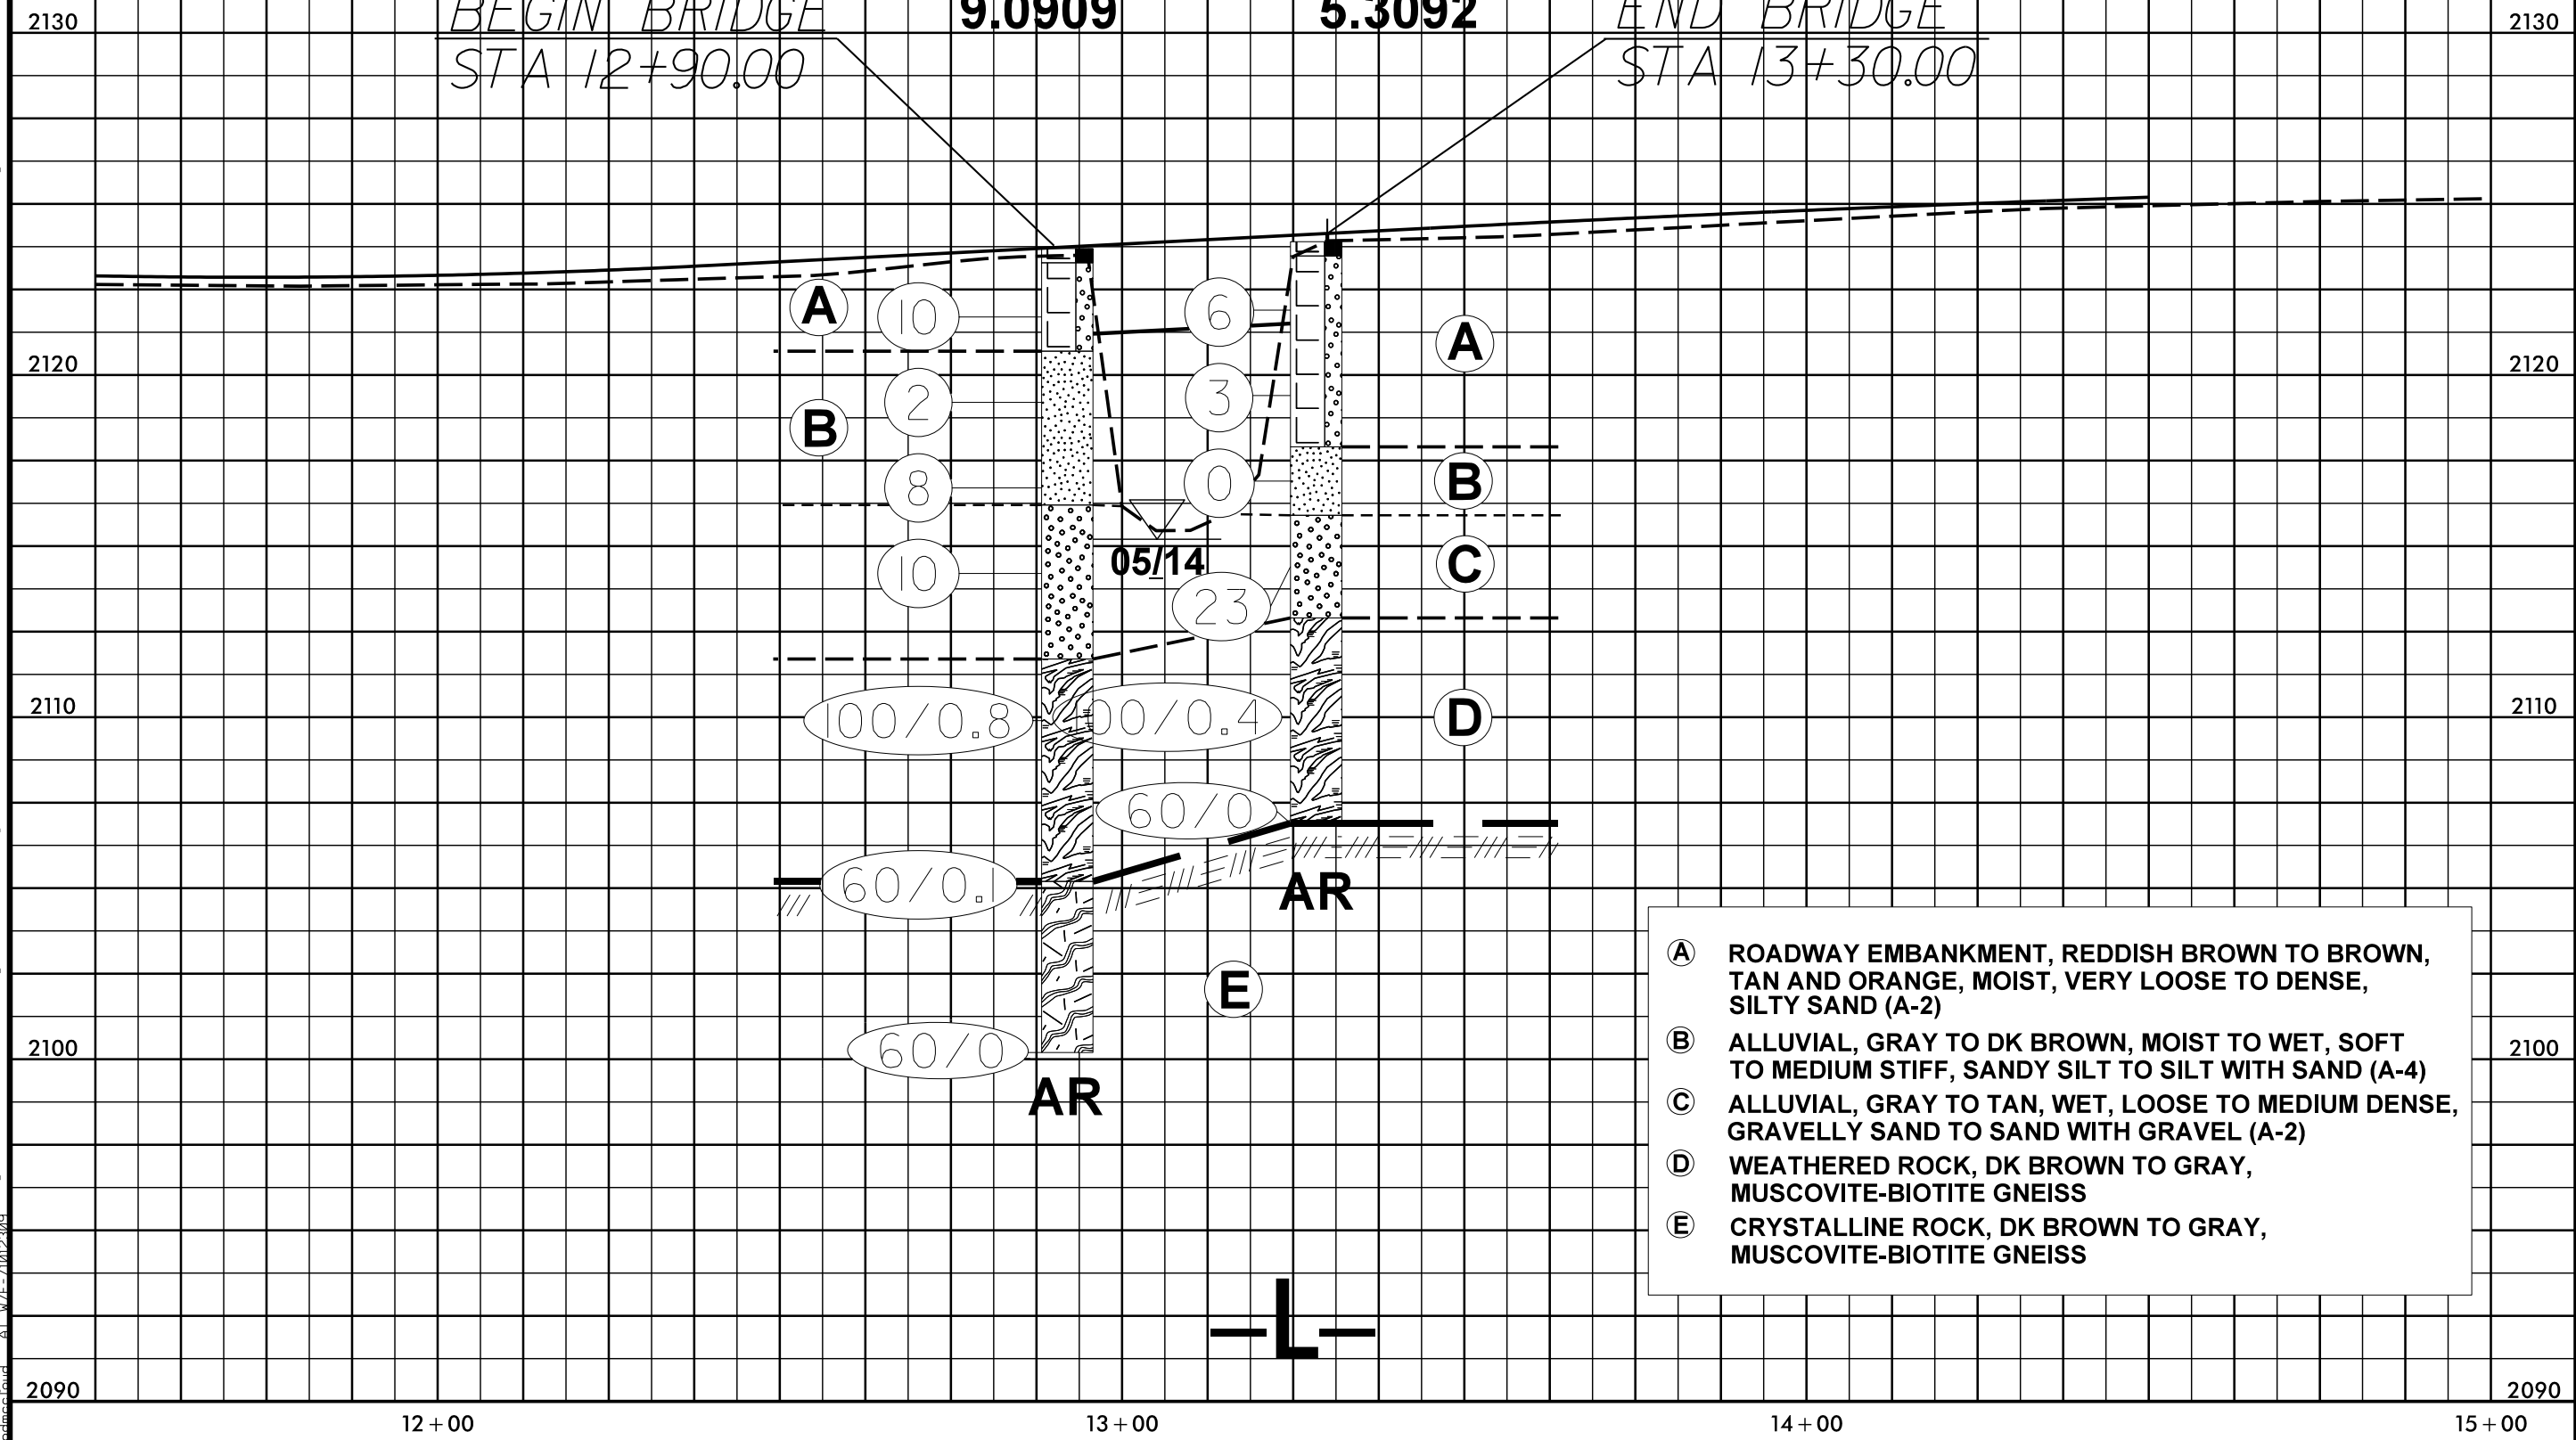 BEGIN BRIDGE 9.0909 5.3092 END BRIDGE
2130 2130
STA 12+90.00 STA 13+30.00
A 10 6
A
2120 2120
2 3
B
8 0 B
10 05/14 C
23
2110 100/0.8 00/0.4 D 2110
60/0
60/0.1 AR
E
2100 60/0 2100
AR
A ROADWAY EMBANKMENT, REDDISH BROWN TO BROWN,
TAN AND ORANGE, MOIST, VERY LOOSE TO DENSE,
SILTY SAND (A-2)
B ALLUVIAL, GRAY TO DK BROWN, MOIST TO WET, SOFT
TO MEDIUM STIFF, SANDY SILT TO SILT WITH SAND (A-4)
C ALLUVIAL, GRAY TO TAN, WET, LOOSE TO MEDIUM DENSE,
GRAVELLY SAND TO SAND WITH GRAVEL (A-2)
D WEATHERED ROCK, DK BROWN TO GRAY,
MUSCOVITE-BIOTITE GNEISS
E CRYSTALLINE ROCK, DK BROWN TO GRAY,
MUSCOVITE-BIOTITE GNEISS
-L-
2090 2090
12+00 13+00 14+00 15+00